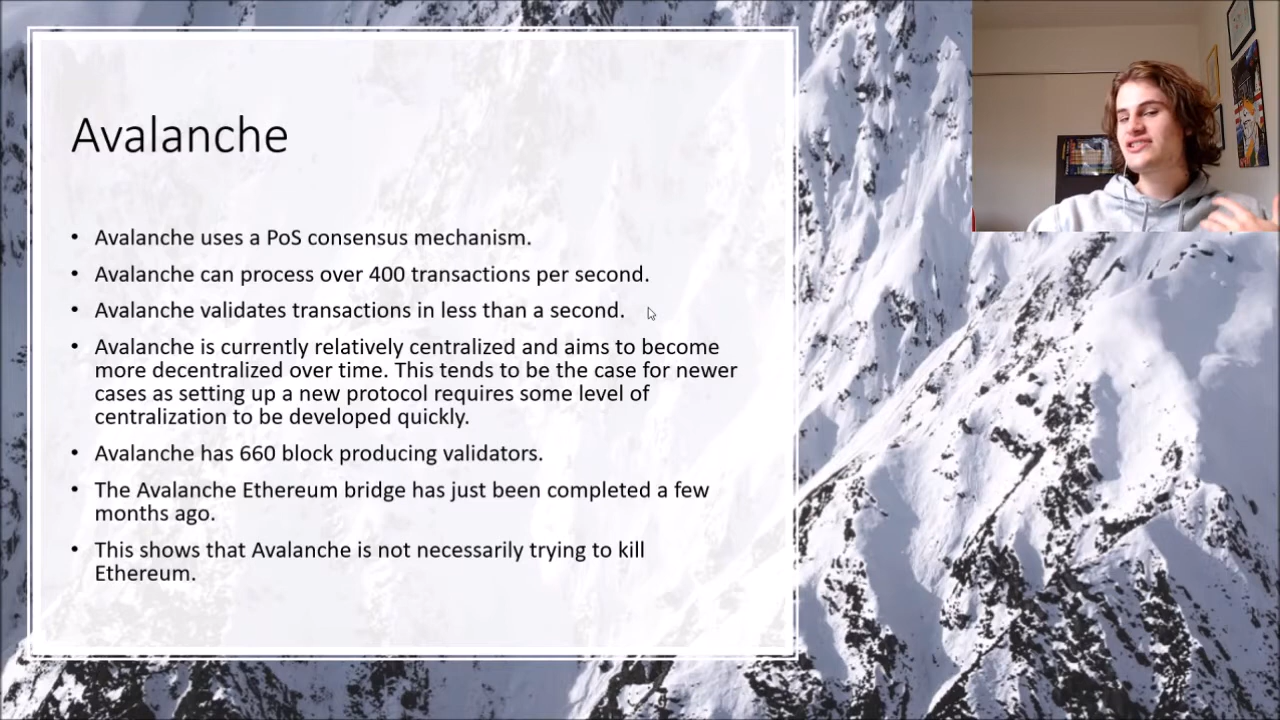 Avalanche
• Avalanche uses a PoS consensus mechanism.
• Avalanche can process over 400 transactions per second.
• Avalanche validates transactions in less than a second.
• Avalanche is currently relatively centralized and aims to become
more decentralized over time. This tends to be the case for newer
cases as setting up a new protocol requires some level of
centralization to be developed quickly.
• Avalanche has 660 block producing validators.
• The Avalanche Ethereum bridge has just been completed a few
months ago.
• This shows that Avalanche is not necessarily trying to kill
Ethereum.